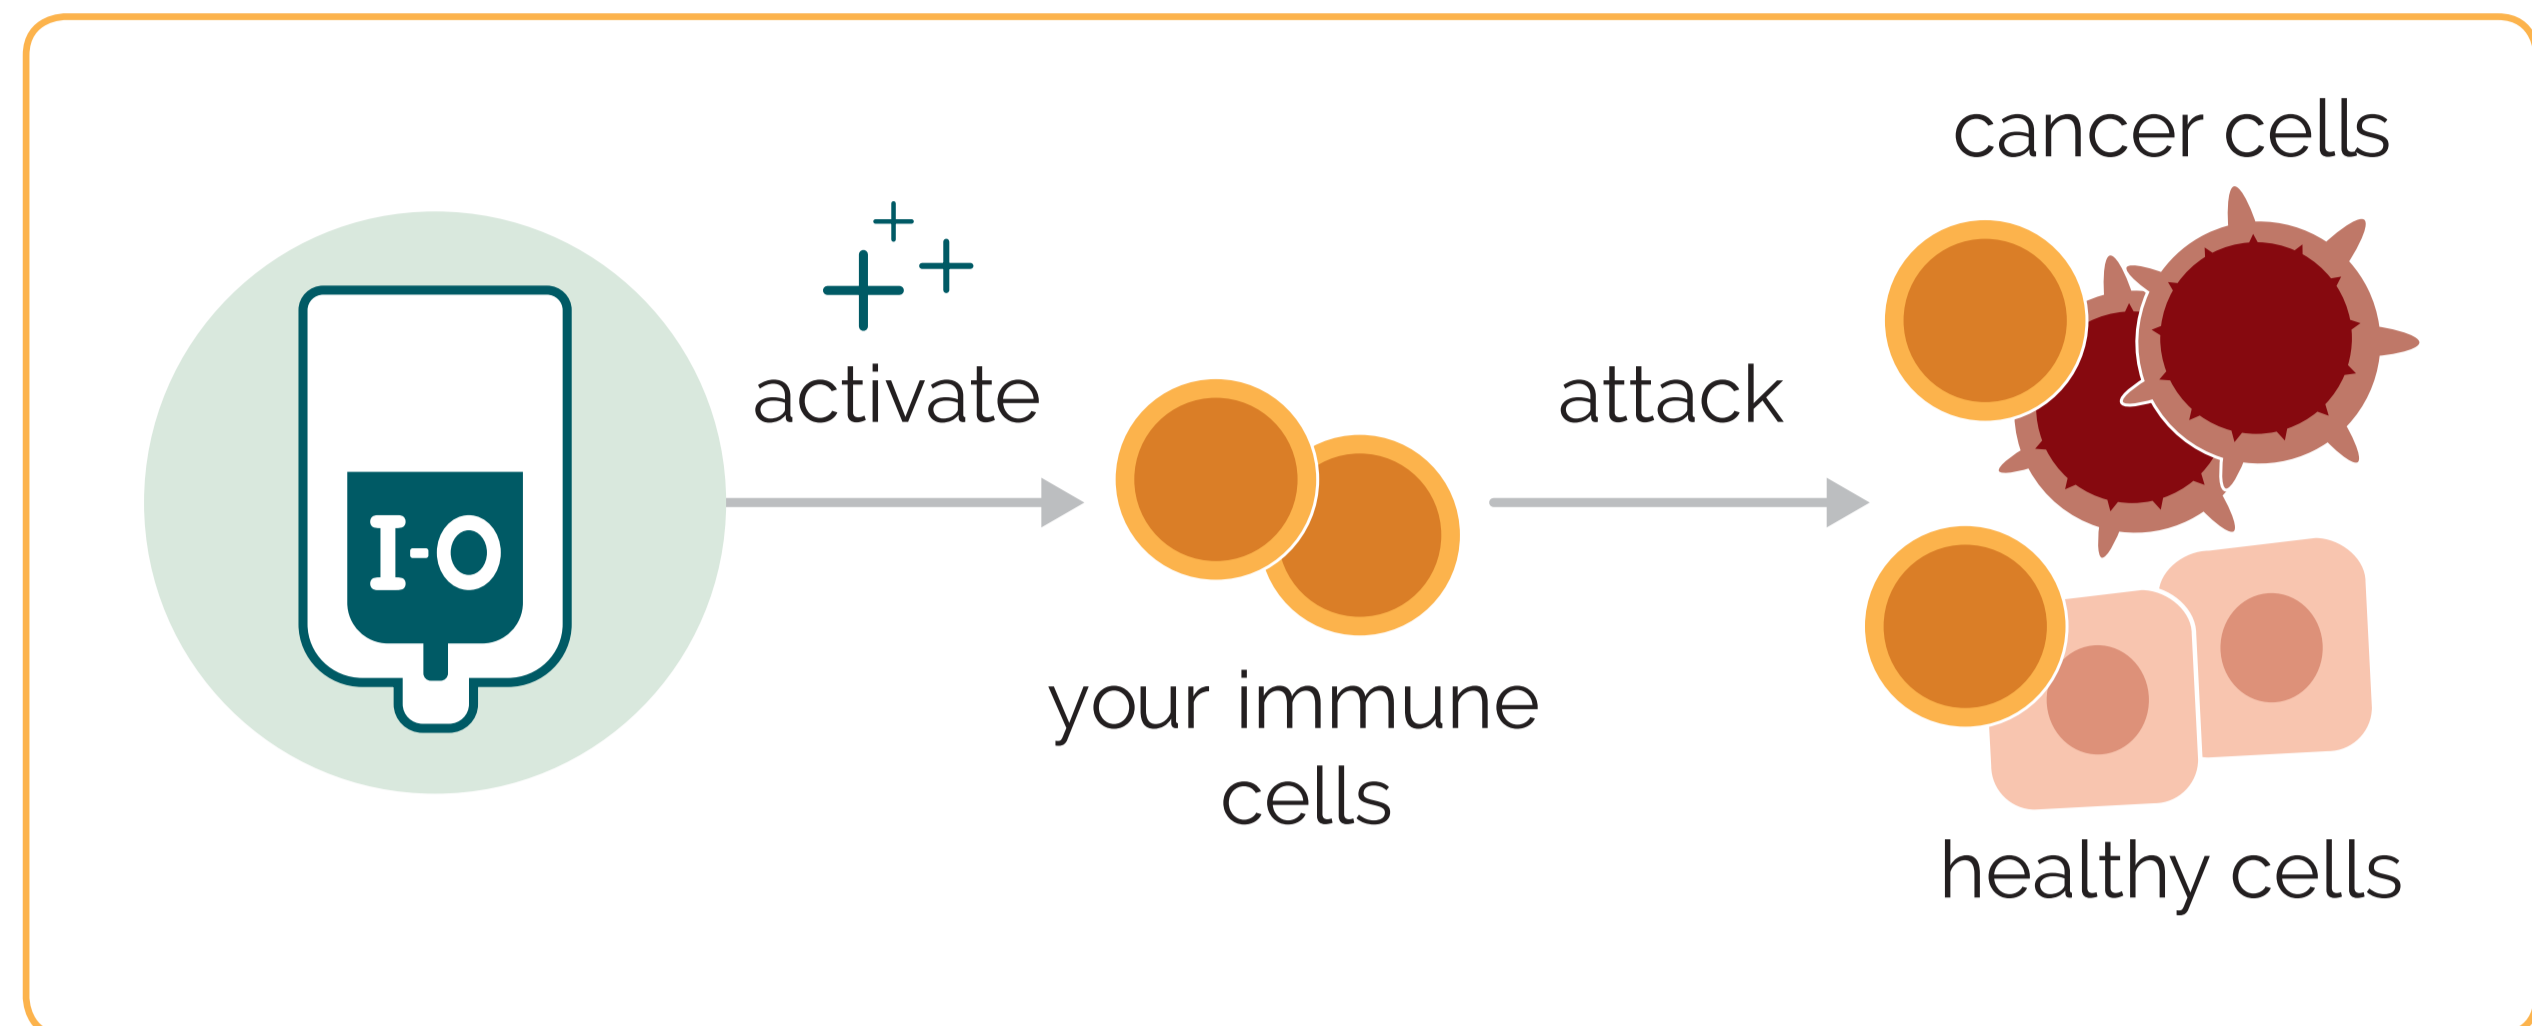 I-O
activate
your immune
cells
attack
cancer cells
healthy cells